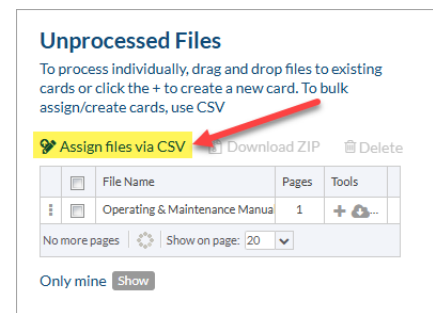 Unprocessed Files
To process individually, drag and drop files to existing
cards or click the + to create a new card. To bulk
assign/create cards, use CSV
Assign files via CSV Download ZIP Delete
File Name Pages Tools
Operating & Maintenance Manual 1 + ...
No more pages Show on page: 20
Only mine Show